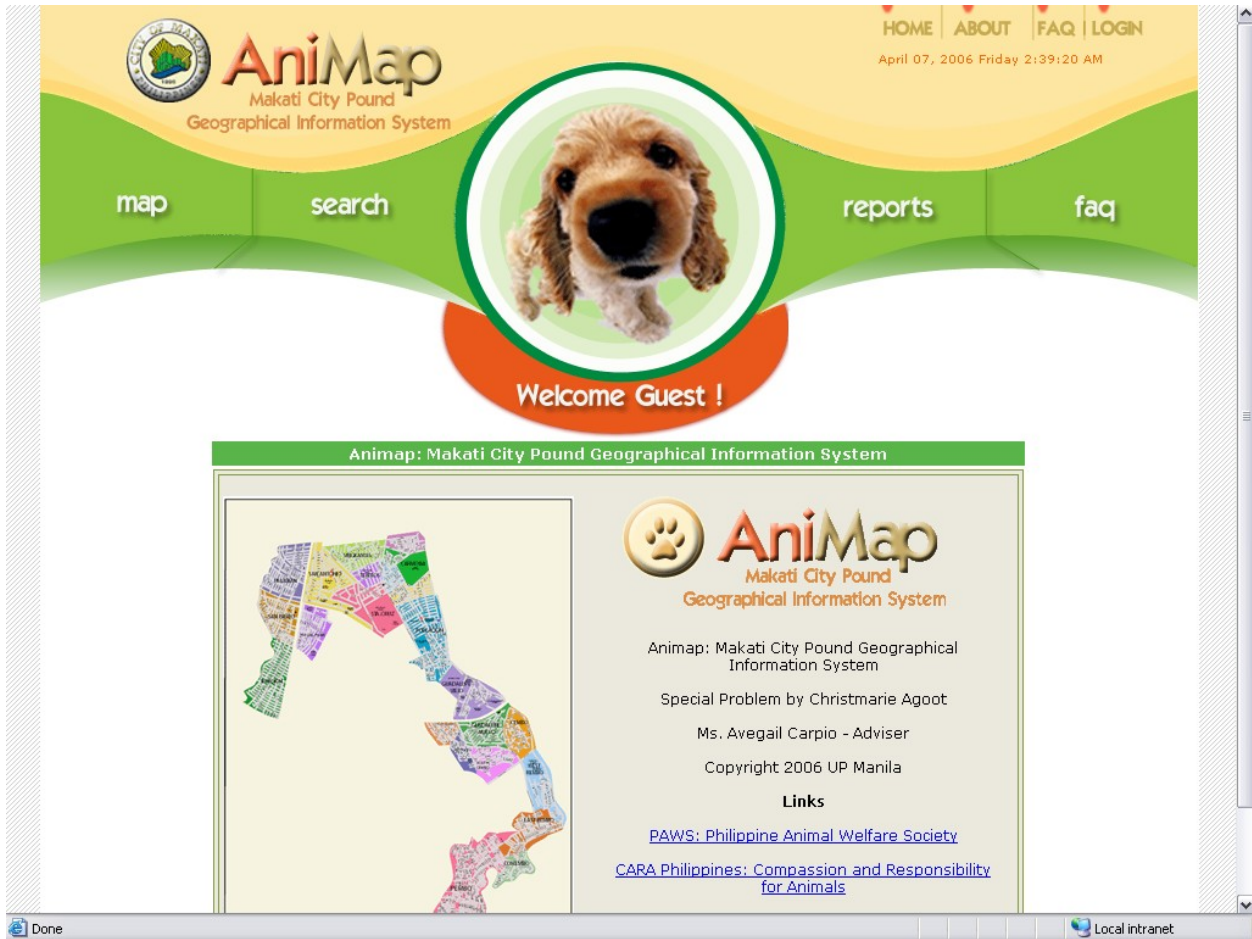 HOME ABOUT FAQ LOGIN
April 07, 2006 Friday 2:39:20 AM
CITY OF MAKATI
AniMap
Makati City Pound
Geographical Information System
map search reports faq
Welcome Guest !
Animap: Makati City Pound Geographical Information System
AniMap
Makati City Pound
Geographical Information System
Animap: Makati City Pound Geographical
Information System
Special Problem by Christmarie Agoot
Ms. Avegail Carpio - Adviser
Copyright 2006 UP Manila
Links
PAWS: Philippine Animal Welfare Society
CARA Philippines: Compassion and Responsibility
for Animals
Done Local intranet